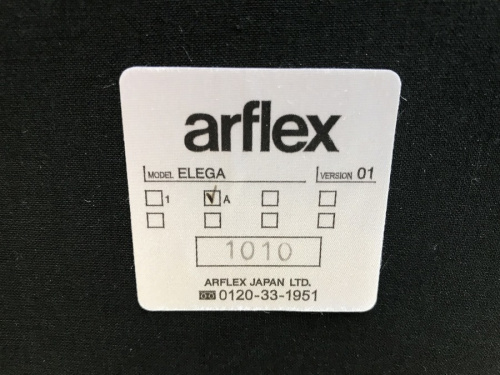 arflex
MODEL ELEGA VERSION 01
1 A
1010
ARFLEX JAPAN LTD.
0120-33-1951